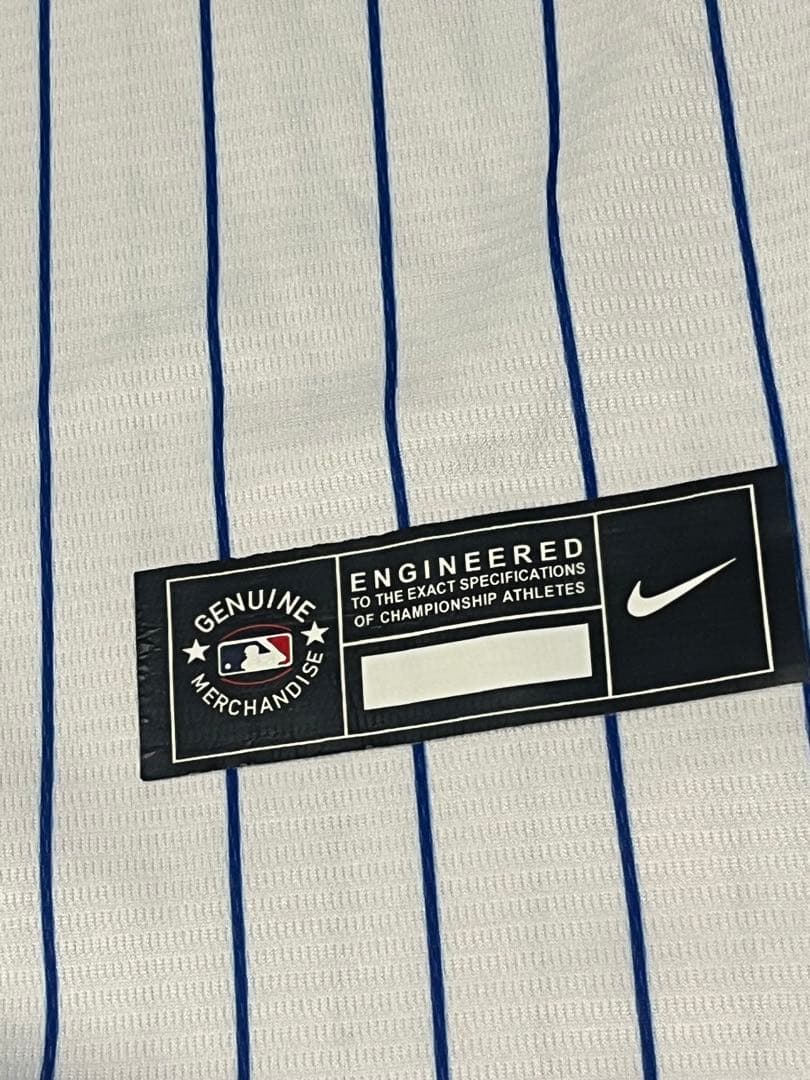 GENUINE
MERCHANDISE
ENGINEERED
TO THE EXACT SPECIFICATIONS
OF CHAMPIONSHIP ATHLETES